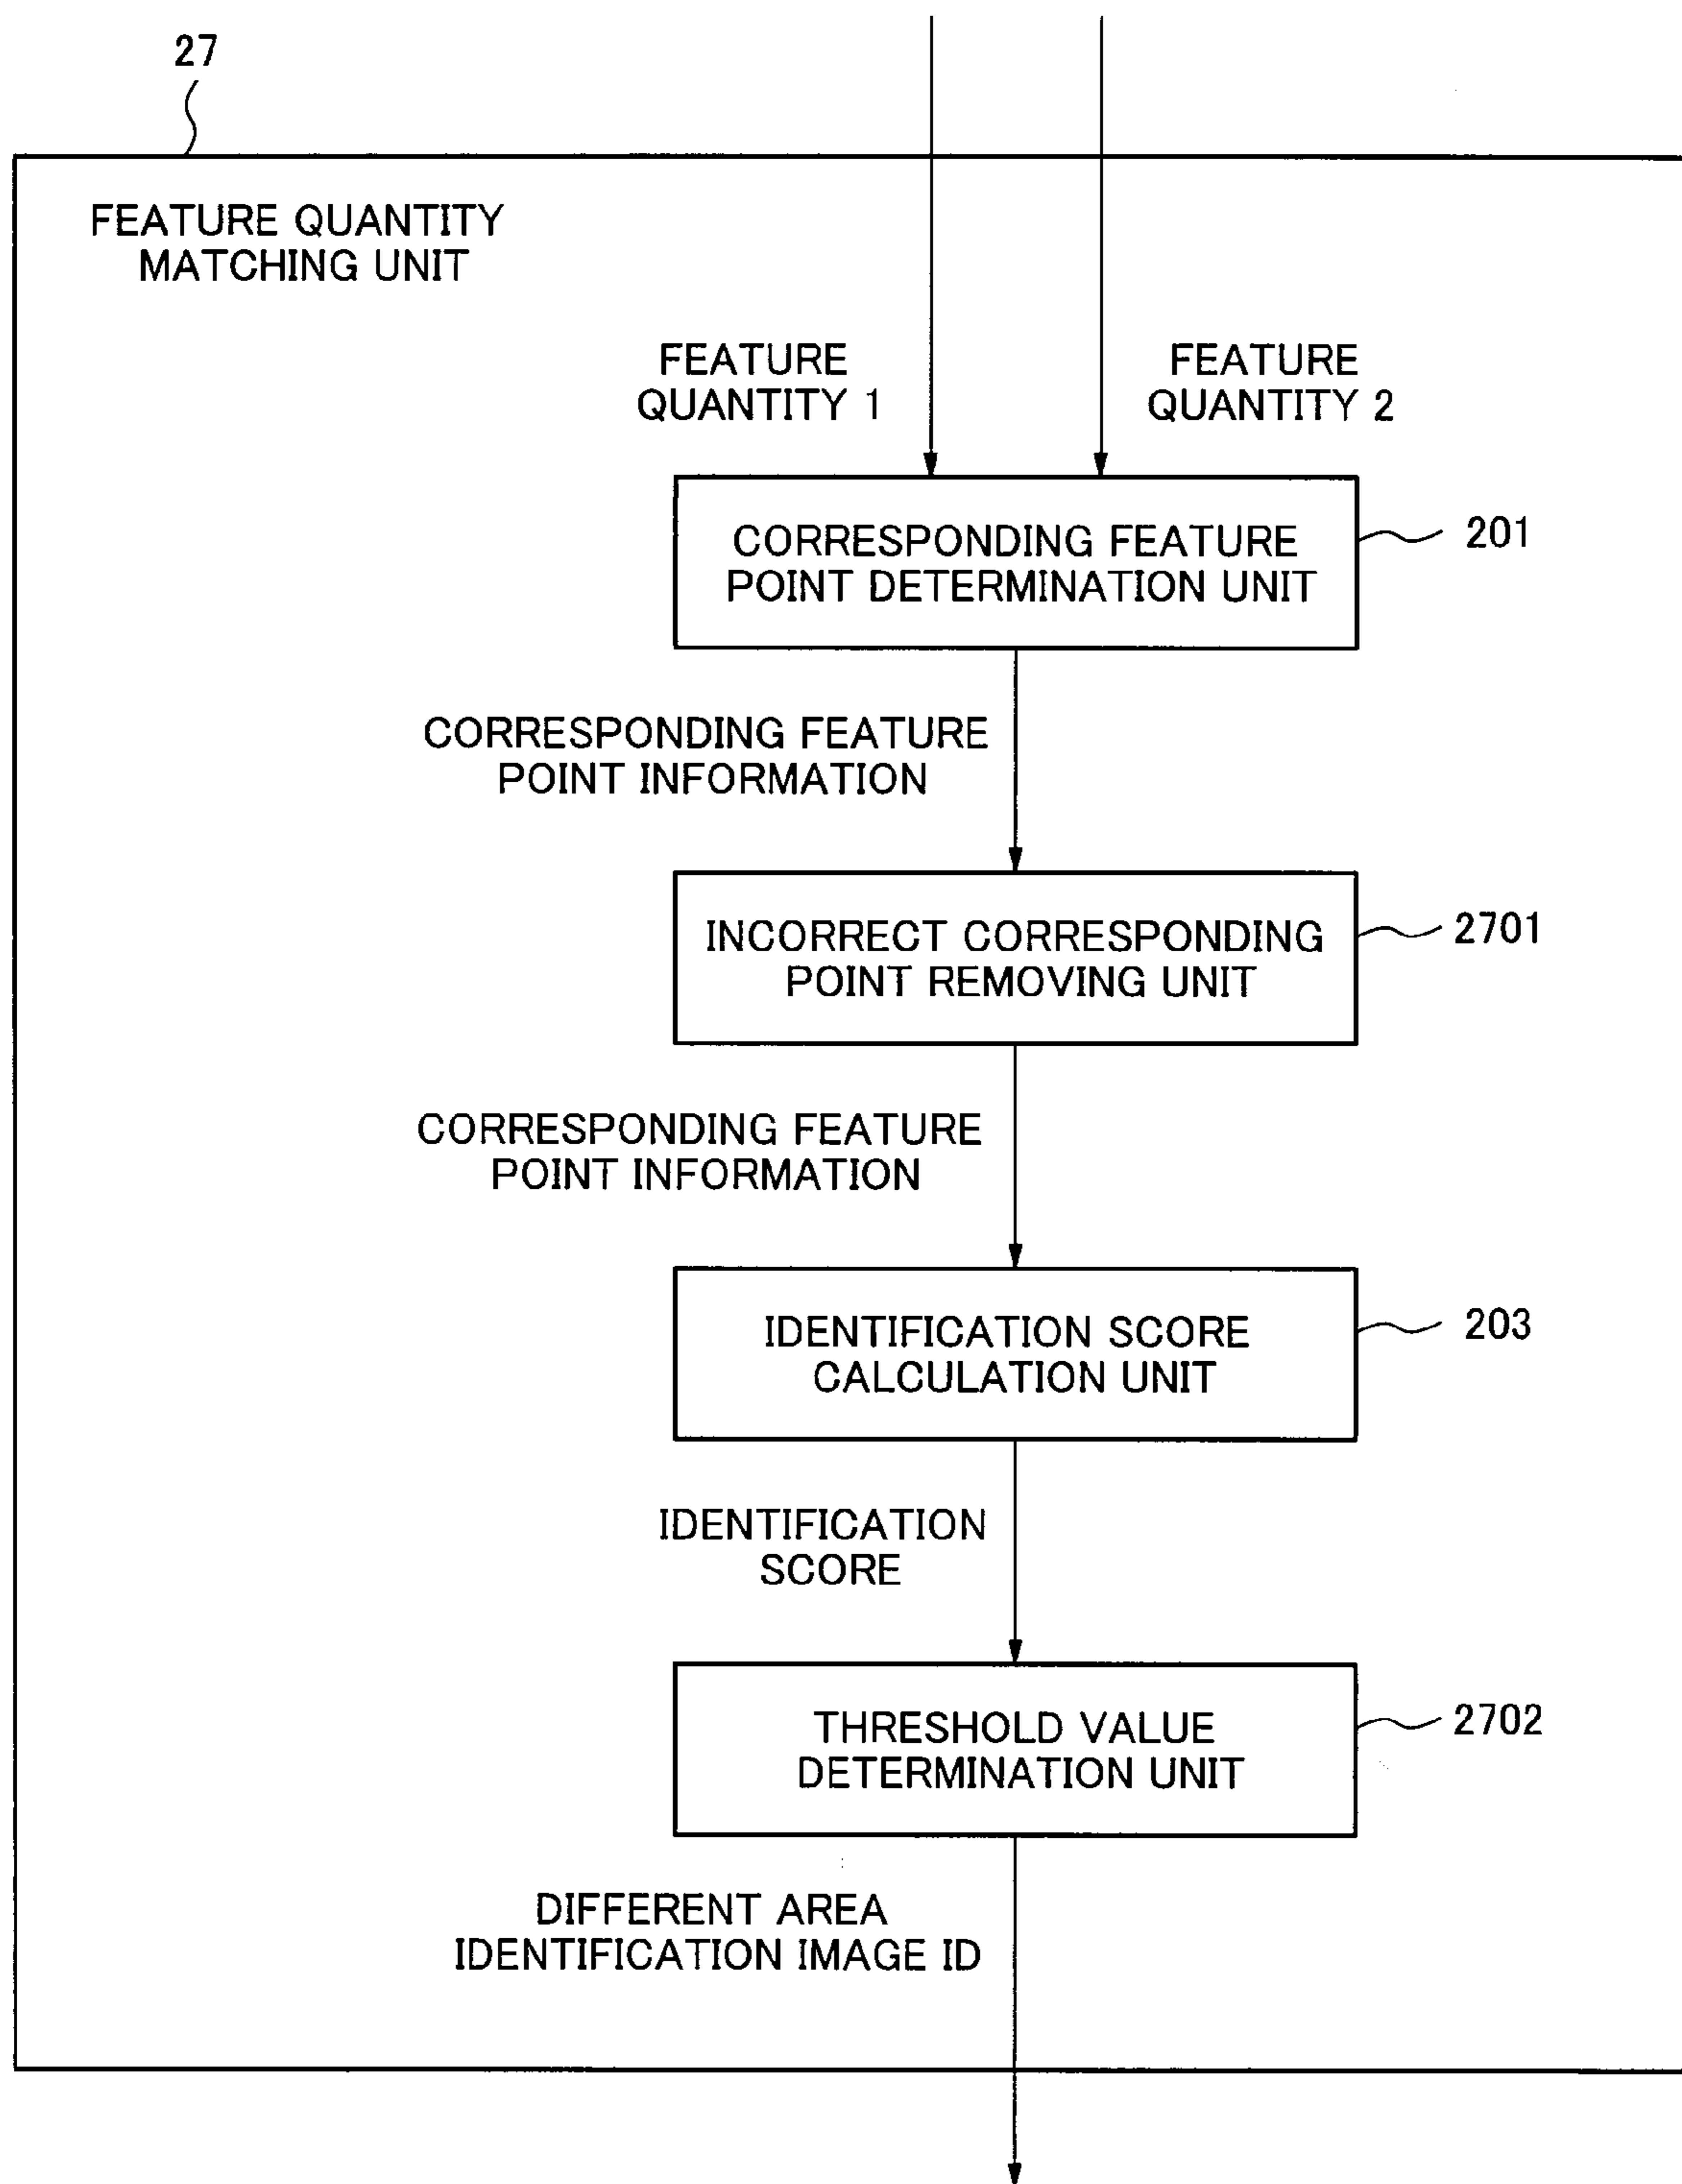 27
FEATURE QUANTITY
MATCHING UNIT
FEATURE
QUANTITY 1
FEATURE
QUANTITY 2
CORRESPONDING FEATURE
POINT DETERMINATION UNIT
201
CORRESPONDING FEATURE
POINT INFORMATION
INCORRECT CORRESPONDING
POINT REMOVING UNIT
2701
CORRESPONDING FEATURE
POINT INFORMATION
IDENTIFICATION SCORE
CALCULATION UNIT
203
IDENTIFICATION
SCORE
THRESHOLD VALUE
DETERMINATION UNIT
2702
DIFFERENT AREA
IDENTIFICATION IMAGE ID